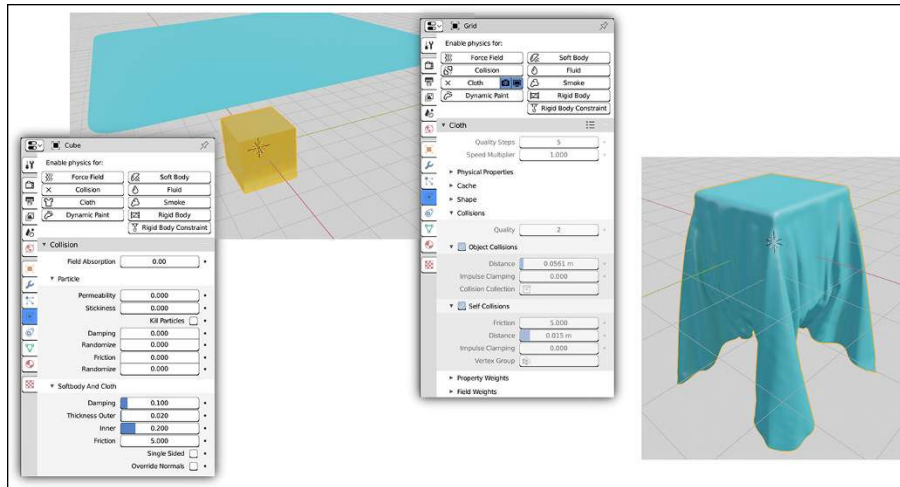 Grid
Enable physics for:
Force Field
Soft Body
Collision
Fluid
Cloth
Smoke
Dynamic Paint
Rigid Body
Rigid Body Constraint
Cloth
Quality Steps 5
Speed Multiplier 1.000
Physical Properties
Cache
Shape
Collisions
Quality 2
Object Collisions
Distance 0.0561 m
Impulse Clamping 0.000
Collision Collection
Self Collisions
Friction 5.000
Distance 0.015 m
Impulse Clamping 0.000
Vertex Group
Property Weights
Field Weights
Cube
Enable physics for:
Force Field
Soft Body
Collision
Fluid
Cloth
Smoke
Dynamic Paint
Rigid Body
Rigid Body Constraint
Collision
Field Absorption 0.00
Particle
Permeability 0.000
Stickiness 0.000
Kill Particles
Damping 0.000
Randomize 0.000
Friction 0.000
Randomize 0.000
Softbody And Cloth
Damping 0.100
Thickness Outer 0.020
Inner 0.200
Friction 5.000
Single Sided
Override Normals